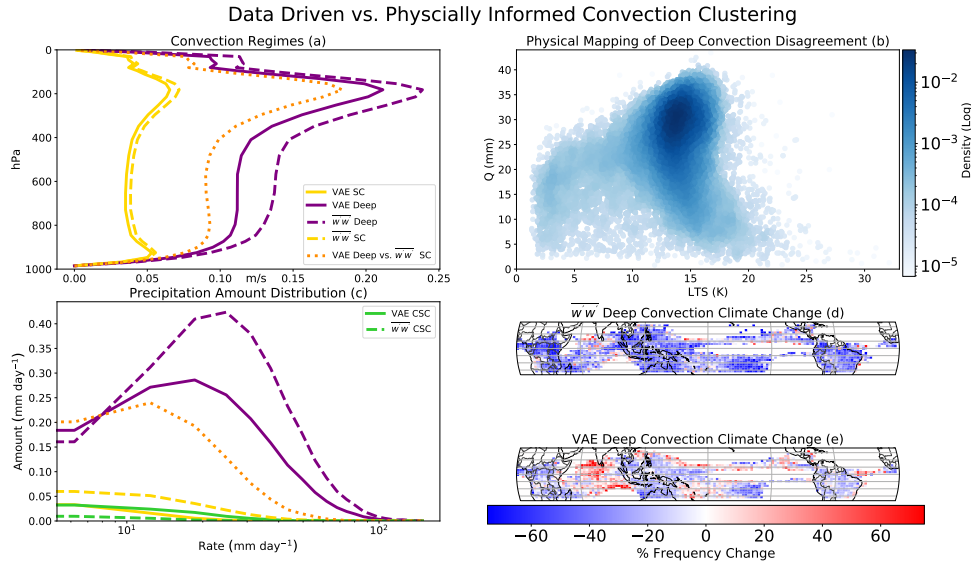 Data Driven vs. Physcially Informed Convection Clustering
Convection Regimes (a)
0
200
400
600
800
1000
hPa
0.00
0.05
0.10
0.15
0.20
0.25
m/s
VAE SC
VAE Deep
w′w′ Deep
w′w′ SC
VAE Deep vs. w′w′ SC
Physical Mapping of Deep Convection Disagreement (b)
40
35
30
25
20
15
10
5
0
Q (mm)
0
5
10
15
20
25
30
LTS (K)
10⁻²
10⁻³
10⁻⁴
10⁻⁵
Density (Log)
Precipitation Amount Distribution (c)
0.40
0.35
0.30
0.25
0.20
0.15
0.10
0.05
0.00
Amount (mm day⁻¹)
10¹
10²
Rate (mm day⁻¹)
VAE CSC
w′w′ CSC
w′w′ Deep Convection Climate Change (d)
VAE Deep Convection Climate Change (e)
−60
−40
−20
0
20
40
60
% Frequency Change